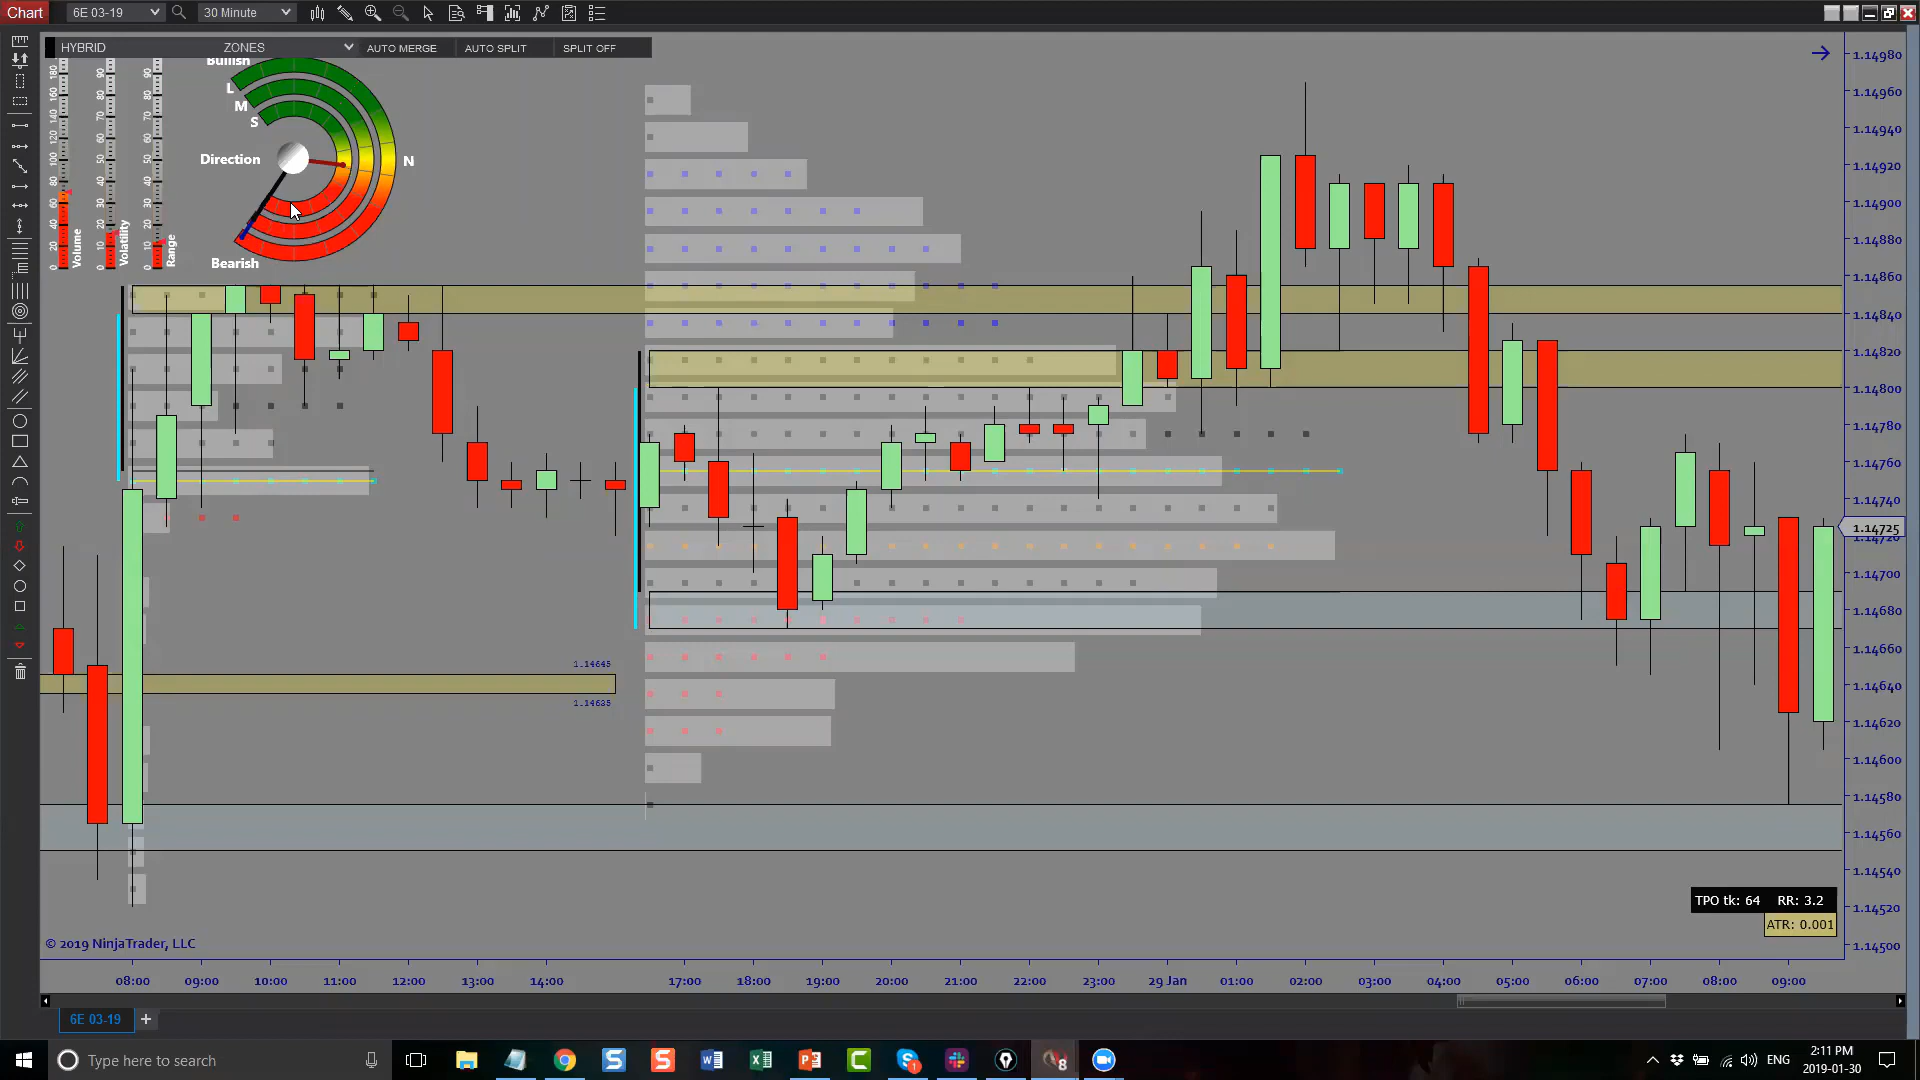 Chart 6E 03-19 30 Minute
HYBRID ZONES AUTO MERGE AUTO SPLIT SPLIT OFF
Bullish
L
M
S
Direction N
Bearish
Volume
Volatility
Range
1.14980
1.14960
1.14940
1.14920
1.14900
1.14880
1.14860
1.14840
1.14820
1.14800
1.14780
1.14760
1.14740
1.14725
1.14720
1.14700
1.14680
1.14660
1.14640
1.14620
1.14600
1.14580
1.14560
1.14540
1.14520
1.14500
1.14645
1.14635
TPO tk: 64 RR: 3.2
ATR: 0.001
© 2019 NinjaTrader, LLC
08:00 09:00 10:00 11:00 12:00 13:00 14:00 17:00 18:00 19:00 20:00 21:00 22:00 23:00 29 Jan 01:00 02:00 03:00 04:00 05:00 06:00 07:00 08:00 09:00
6E 03-19 +
Type here to search
ENG
2:11 PM
2019-01-30